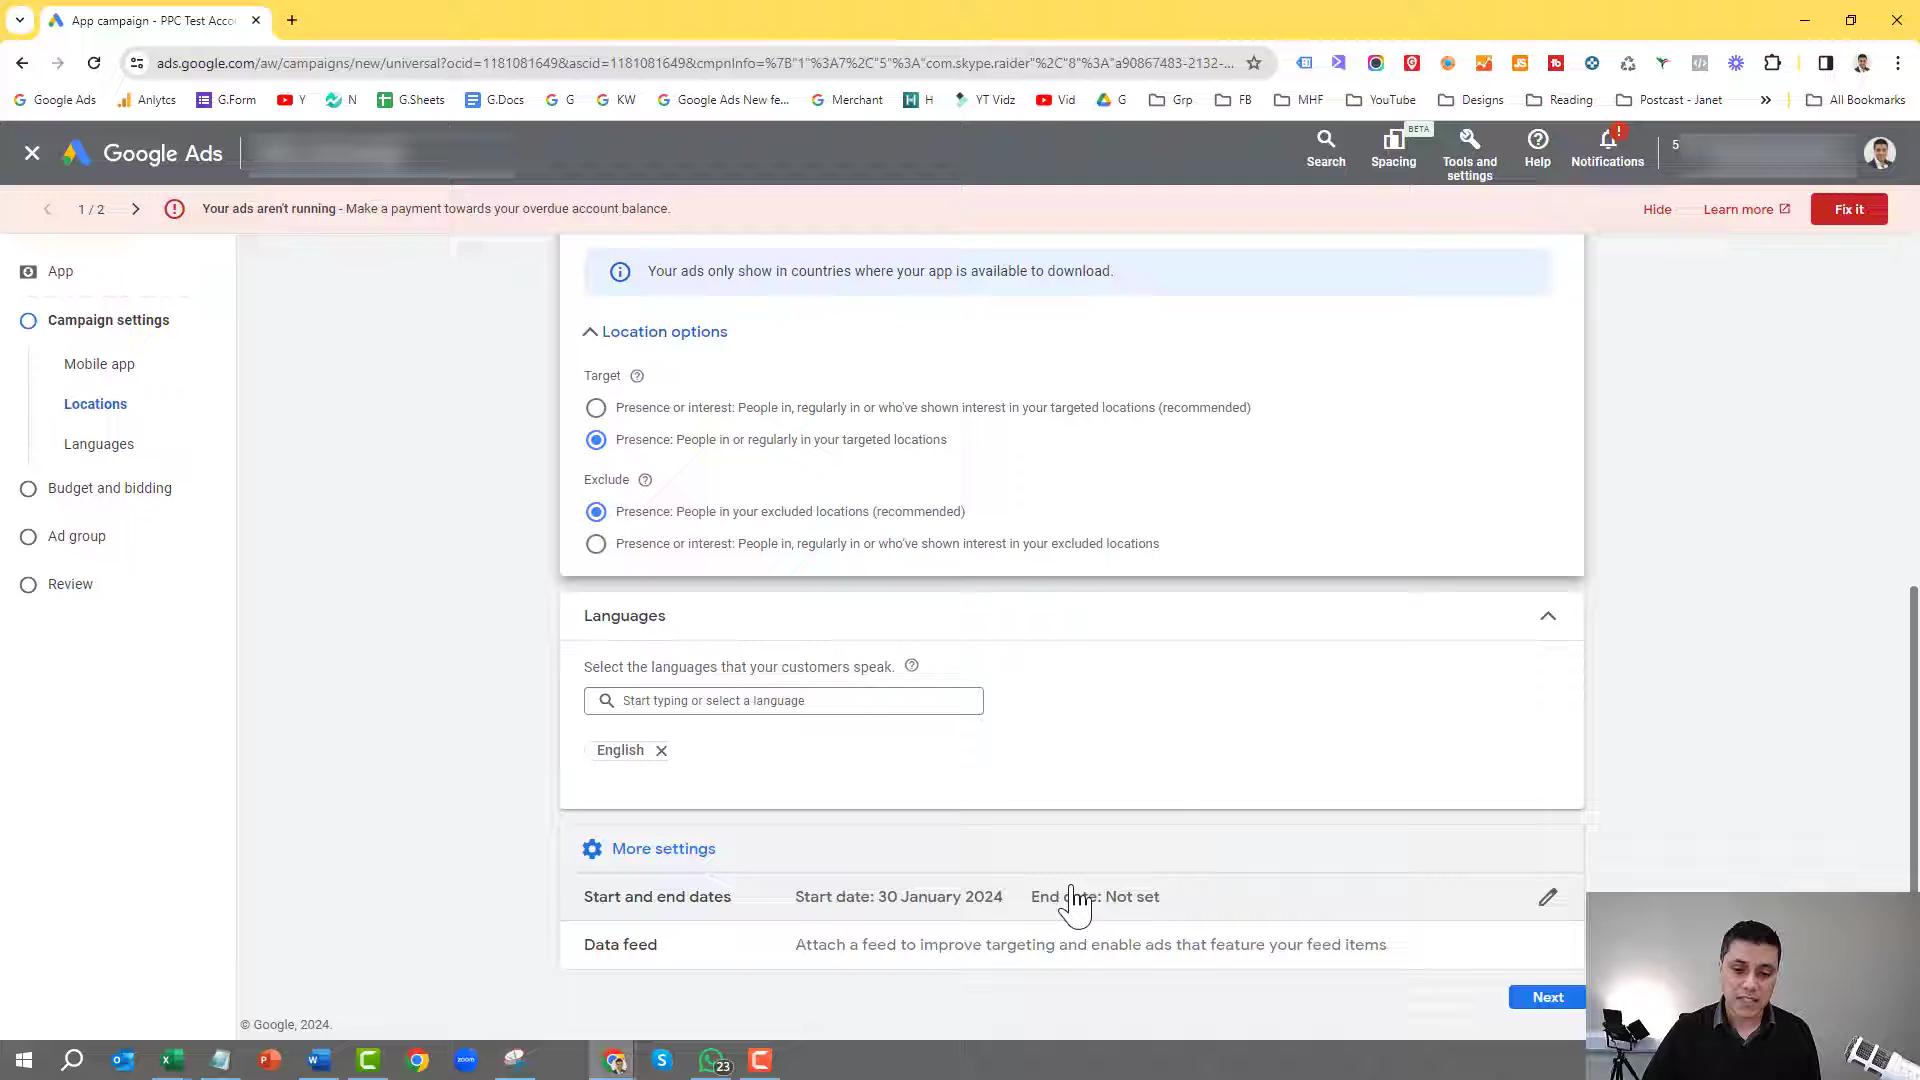 App campaign - PPC Test Acco
ads.google.com/aw/campaigns/new/universal?ocid=1181081649&ascid=1181081649&cmpnInfo=%7B"1"%3A7%2C"5"%3A"com.skype.raider"%2C"8"%3A"a90867483-2132-...
Google Ads
Anlytcs
G.Form
Y
N
G.Sheets
G.Docs
G
KW
Google Ads New fe...
Merchant
H
YT Vidz
Vid
G
Grp
FB
MHF
YouTube
Designs
Reading
Postcast - Janet
All Bookmarks
Google Ads
Search
BETA
Spacing
Tools and
settings
Help
Notifications
5
1 / 2
Your ads aren't running - Make a payment towards your overdue account balance.
Hide
Learn more
Fix it
App
Campaign settings
Mobile app
Locations
Languages
Budget and bidding
Ad group
Review
Your ads only show in countries where your app is available to download.
Location options
Target
Presence or interest: People in, regularly in or who've shown interest in your targeted locations (recommended)
Presence: People in or regularly in your targeted locations
Exclude
Presence: People in your excluded locations (recommended)
Presence or interest: People in, regularly in or who've shown interest in your excluded locations
Languages
Select the languages that your customers speak.
Start typing or select a language
English
More settings
Start and end dates Start date: 30 January 2024 End date: Not set
Data feed Attach a feed to improve targeting and enable ads that feature your feed items
Next
© Google, 2024.
zoom
23